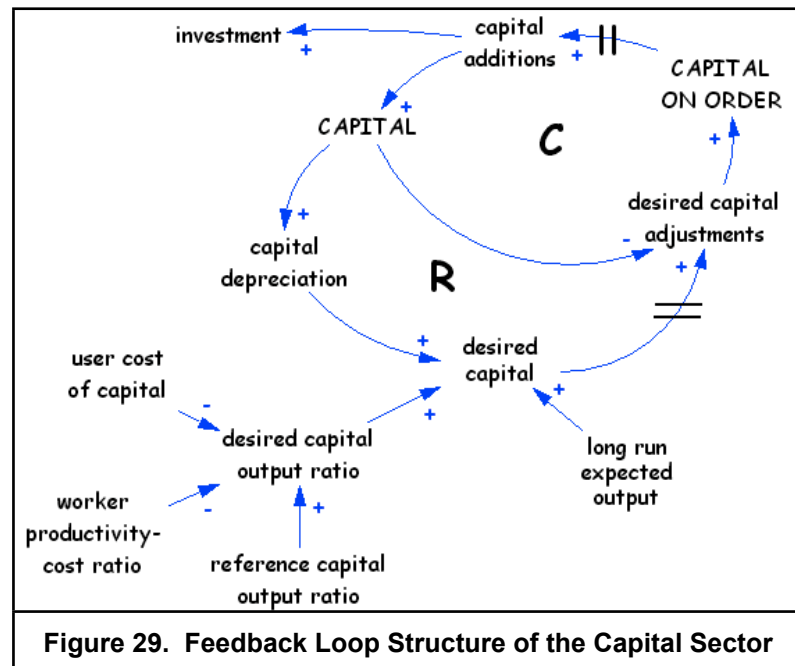 investment
capital
additions
CAPITAL
ON ORDER
CAPITAL
C
desired capital
adjustments
capital
depreciation
R
desired
capital
user cost
of capital
desired capital
output ratio
long run
expected
output
worker
productivity-
cost ratio
reference capital
output ratio
+
+
+
+
+
-
+
+
+
+
-
-
+
Figure 29. Feedback Loop Structure of the Capital Sector